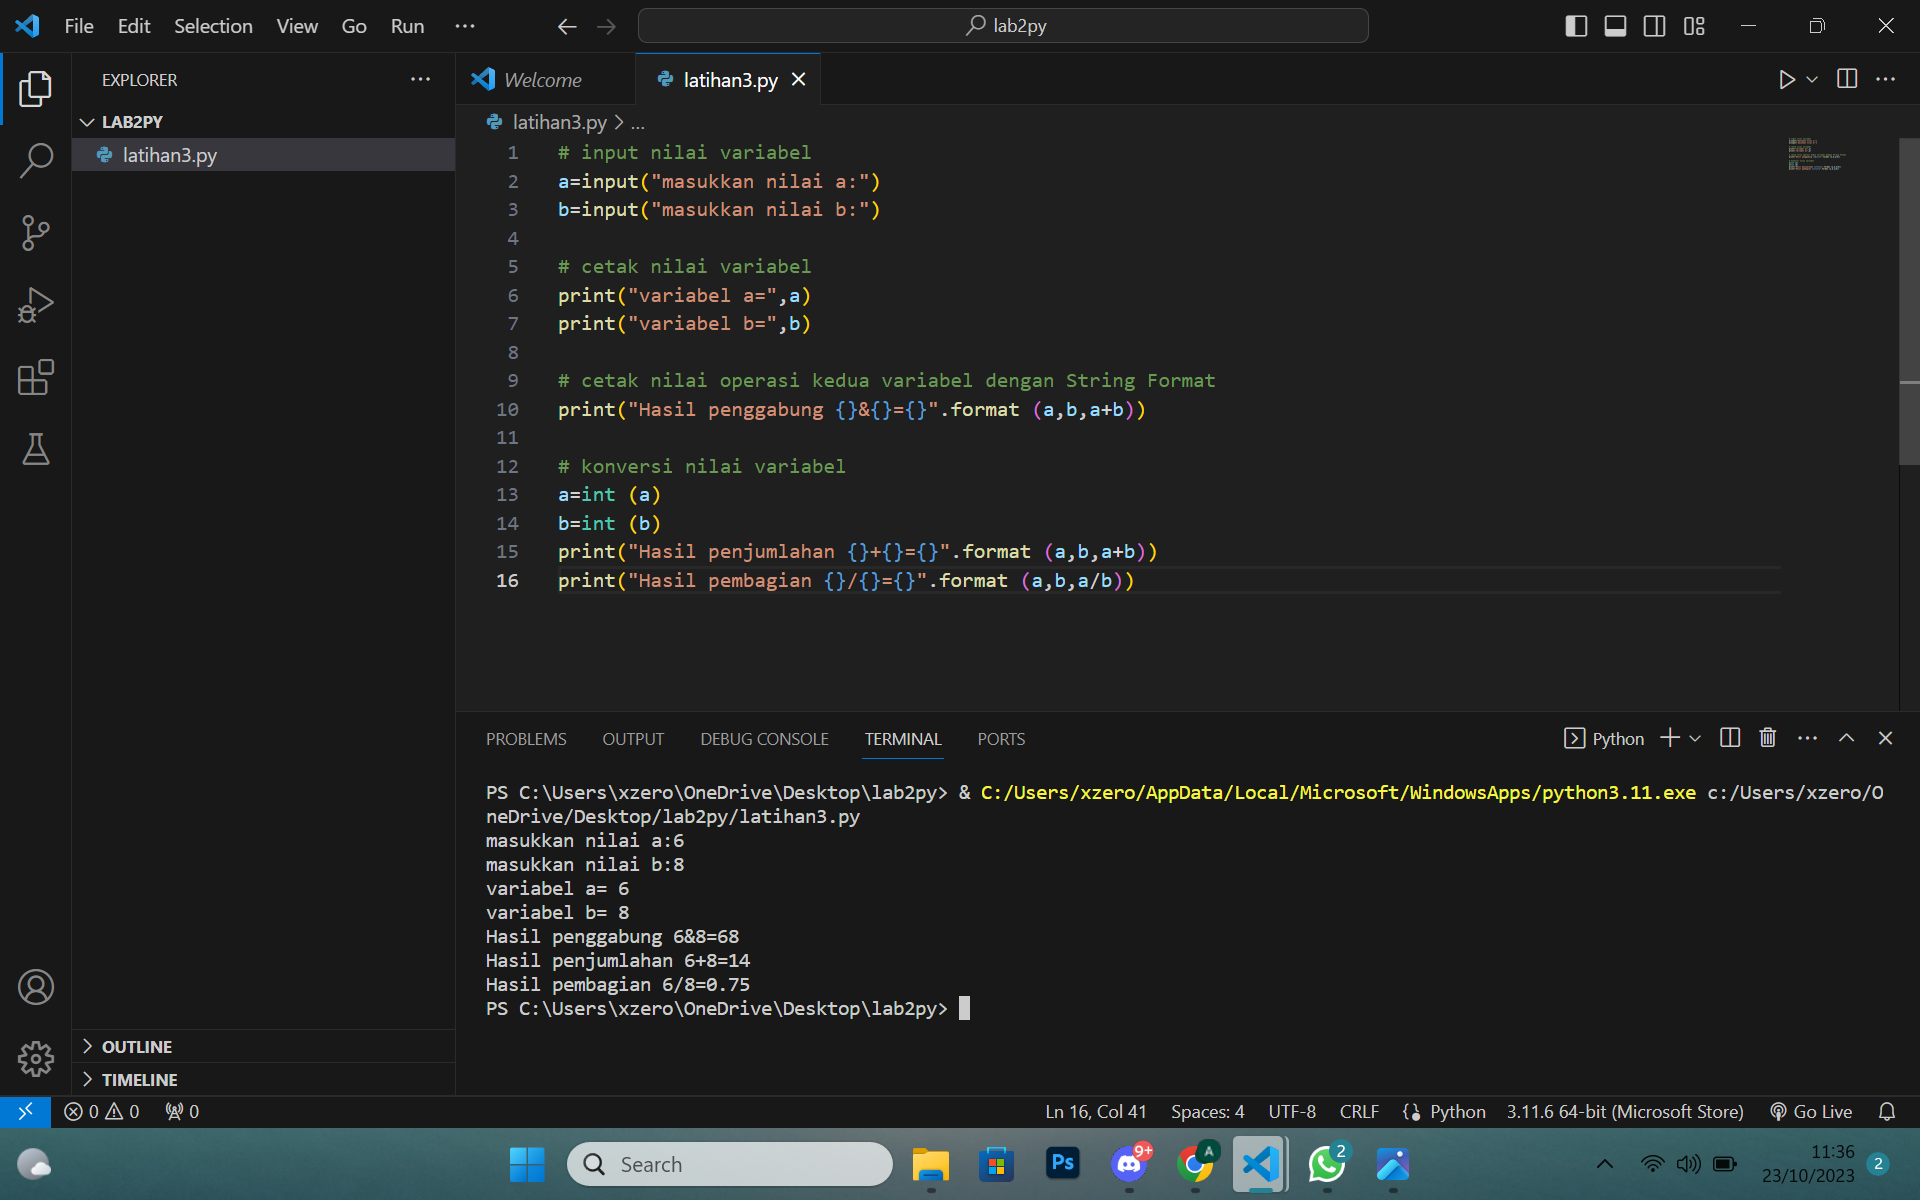 File Edit Selection View Go Run ... lab2py
EXPLORER ...
Welcome latihan3.py
LAB2PY
latihan3.py
latihan3.py > ...
1 # input nilai variabel
2 a=input("masukkan nilai a:")
3 b=input("masukkan nilai b:")
4
5 # cetak nilai variabel
6 print("variabel a=",a)
7 print("variabel b=",b)
8
9 # cetak nilai operasi kedua variabel dengan String Format
10 print("Hasil penggabung {}&{}={}".format (a,b,a+b))
11
12 # konversi nilai variabel
13 a=int (a)
14 b=int (b)
15 print("Hasil penjumlahan {}+{}={}".format (a,b,a+b))
16 print("Hasil pembagian {}/{}={}".format (a,b,a/b))
PROBLEMS OUTPUT DEBUG CONSOLE TERMINAL PORTS Python
PS C:\Users\xzero\OneDrive\Desktop\lab2py> & C:/Users/xzero/AppData/Local/Microsoft/WindowsApps/python3.11.exe c:/Users/xzero/O
neDrive/Desktop/lab2py/latihan3.py
masukkan nilai a:6
masukkan nilai b:8
variabel a= 6
variabel b= 8
Hasil penggabung 6&8=68
Hasil penjumlahan 6+8=14
Hasil pembagian 6/8=0.75
PS C:\Users\xzero\OneDrive\Desktop\lab2py>
OUTLINE
TIMELINE
0 0 0 Ln 16, Col 41 Spaces: 4 UTF-8 CRLF Python 3.11.6 64-bit (Microsoft Store) Go Live
Search Ps 9+ A 2 11:36
23/10/2023 2